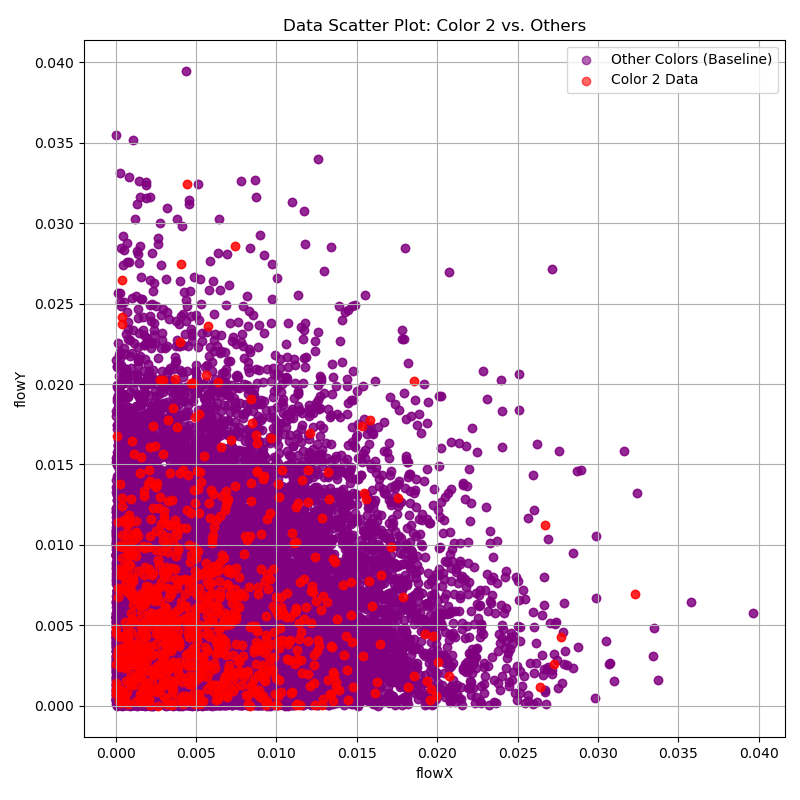 Data Scatter Plot: Color 2 vs. Others
Other Colors (Baseline)
Color 2 Data
0.040
0.035
0.030
0.025
0.020
0.015
0.010
0.005
0.000
flowY
0.000 0.005 0.010 0.015 0.020 0.025 0.030 0.035 0.040
flowX